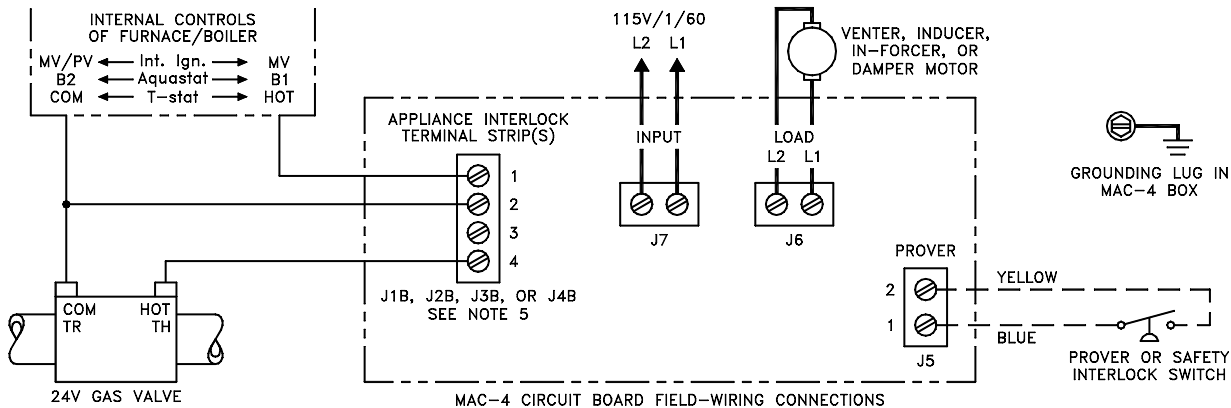 INTERNAL CONTROLS
OF FURNACE/BOILER
MV/PV Int. Ign. MV
B2 Aquastat B1
COM T-stat HOT
115V/1/60
L2 L1
VENTER, INDUCER,
IN-FORCER, OR
DAMPER MOTOR
APPLIANCE INTERLOCK
TERMINAL STRIP(S)
INPUT
LOAD
L2 L1
1
2
3
4
J7
J6
GROUNDING LUG IN
MAC-4 BOX
PROVER
2
1
J5
YELLOW
BLUE
PROVER OR SAFETY
INTERLOCK SWITCH
J1B, J2B, J3B, OR J4B
SEE NOTE 5
COM HOT
TR TH
24V GAS VALVE
MAC-4 CIRCUIT BOARD FIELD-WIRING CONNECTIONS